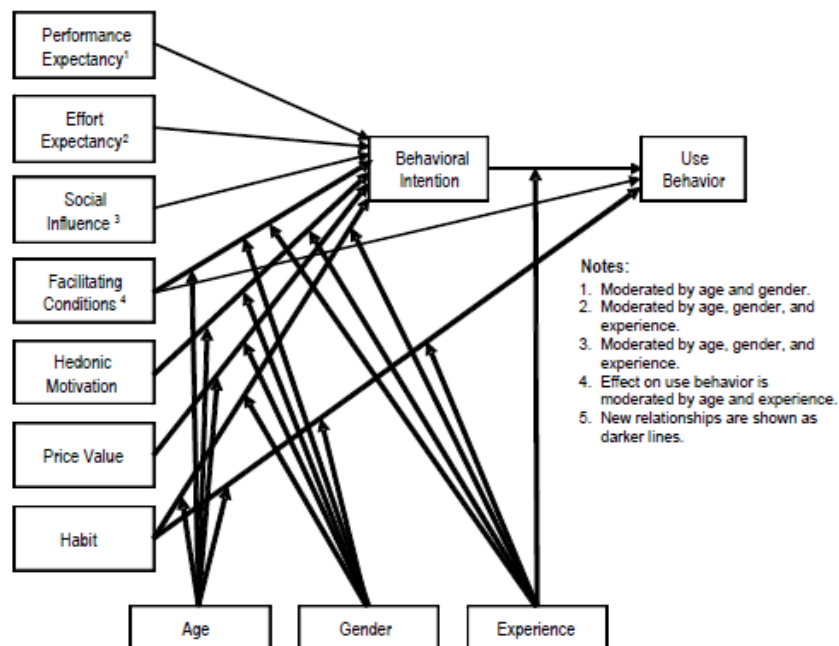 Performance
Expectancy¹
Effort
Expectancy²
Social
Influence ³
Facilitating
Conditions ⁴
Hedonic
Motivation
Price Value
Habit
Behavioral
Intention
Use
Behavior
Notes:
1. Moderated by age and gender.
2. Moderated by age, gender, and
experience.
3. Moderated by age, gender, and
experience.
4. Effect on use behavior is
moderated by age and experience.
5. New relationships are shown as
darker lines.
Age
Gender
Experience